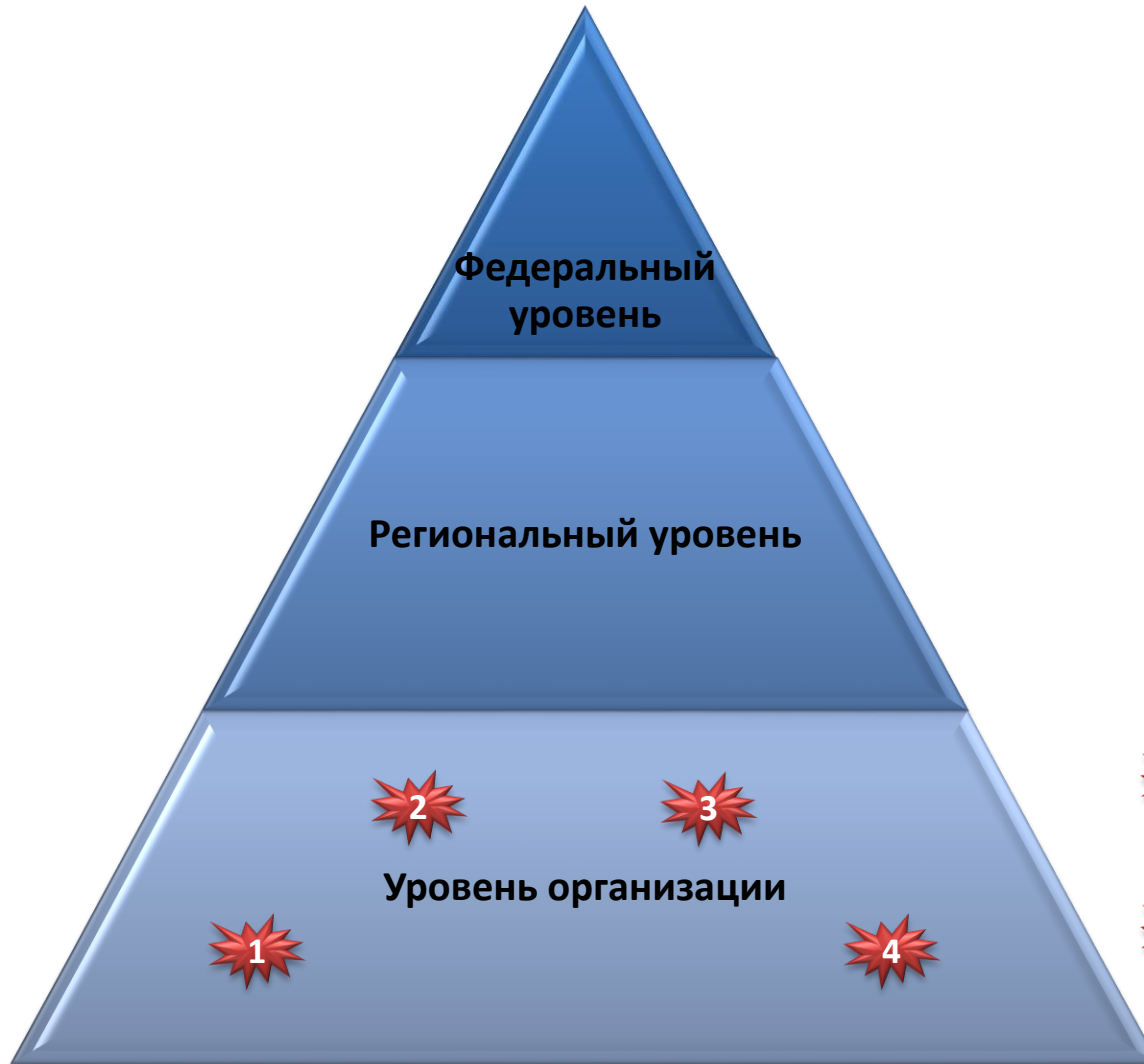 Федеральный
уровень
Региональный уровень
2 3
Уровень организации
1 4